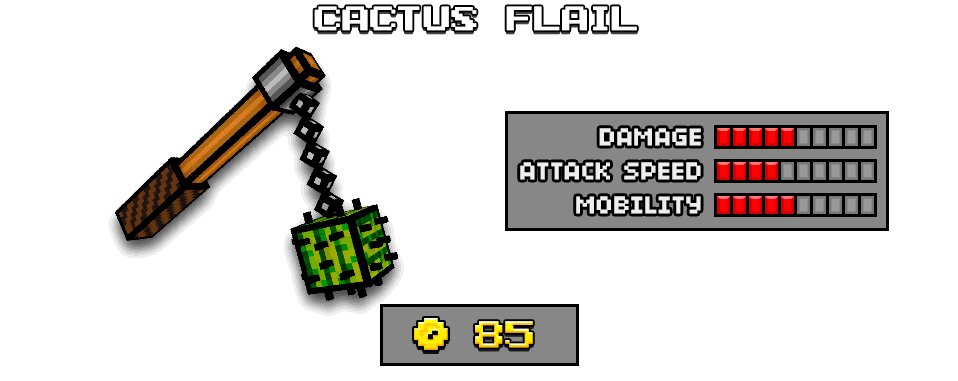 CACTUS FLAIL
DAMAGE
ATTACK SPEED
MOBILITY
85